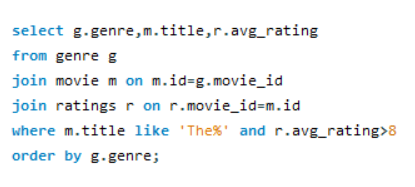 select g.genre,m.title,r.avg_rating
from genre g
join movie m on m.id=g.movie_id
join ratings r on r.movie_id=m.id
where m.title like 'The%' and r.avg_rating>8
order by g.genre;